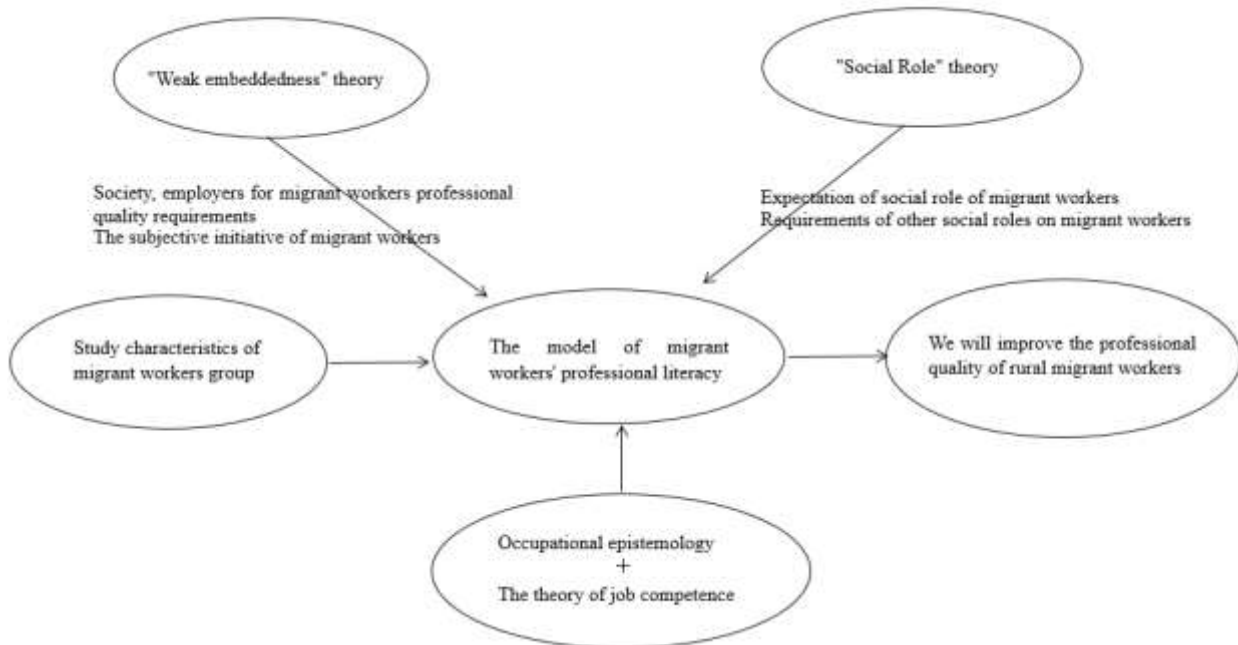 "Weak embeddedness" theory
"Social Role" theory
Society, employers for migrant workers professional
quality requirements
The subjective initiative of migrant workers
Expectation of social role of migrant workers
Requirements of other social roles on migrant workers
Study characteristics of
migrant workers group
The model of migrant
workers' professional literacy
We will improve the professional
quality of rural migrant workers
Occupational epistemology
+
The theory of job competence